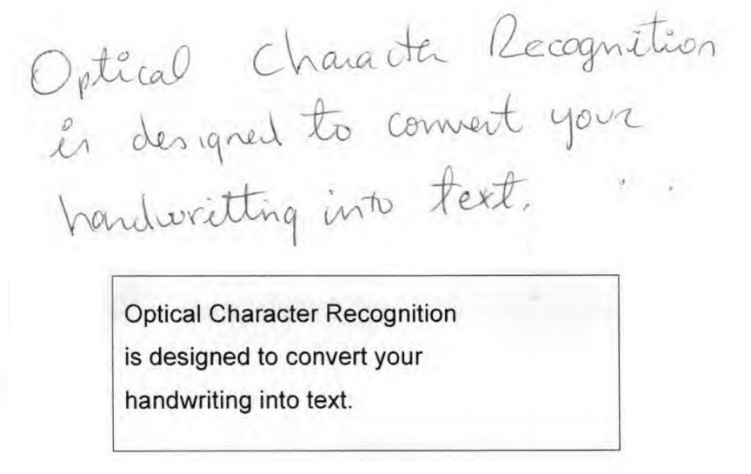 Optical Character Recognition
is designed to convert your
handwritting into text.
Optical Character Recognition
is designed to convert your
handwriting into text.